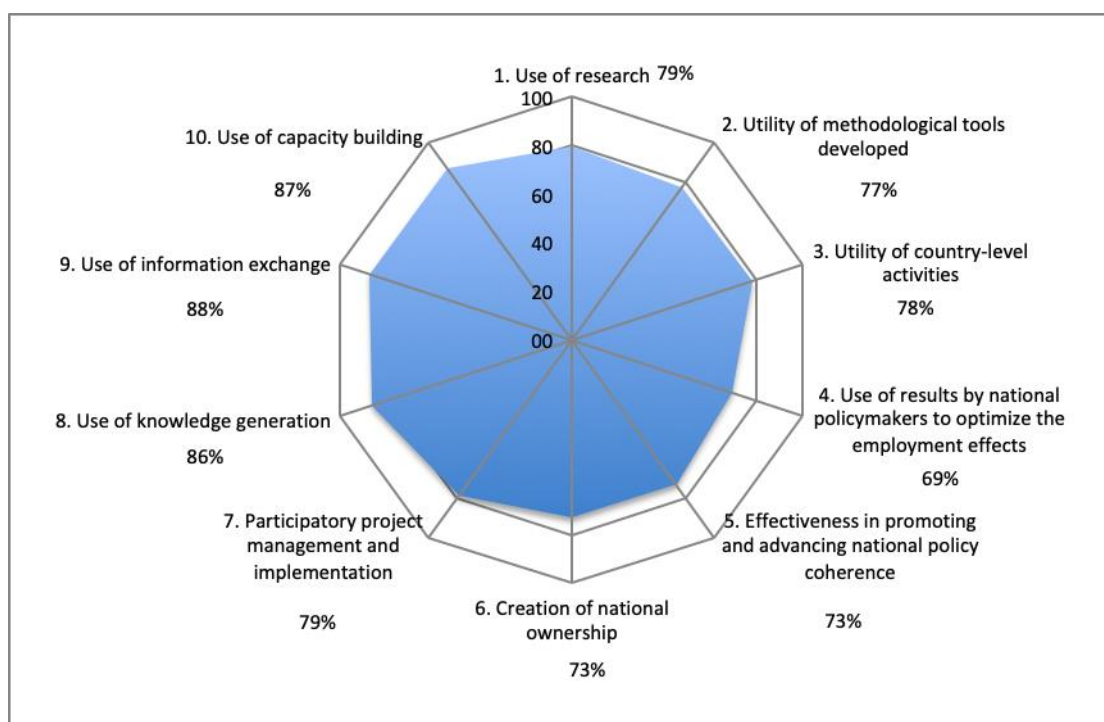 1. Use of research 79%
100
80
60
40
20
00
2. Utility of methodological tools
developed
77%
3. Utility of country-level
activities
78%
4. Use of results by national
policymakers to optimize the
employment effects
69%
5. Effectiveness in promoting
and advancing national policy
coherence
73%
6. Creation of national
ownership
73%
7. Participatory project
management and
implementation
79%
8. Use of knowledge generation
86%
9. Use of information exchange
88%
10. Use of capacity building
87%